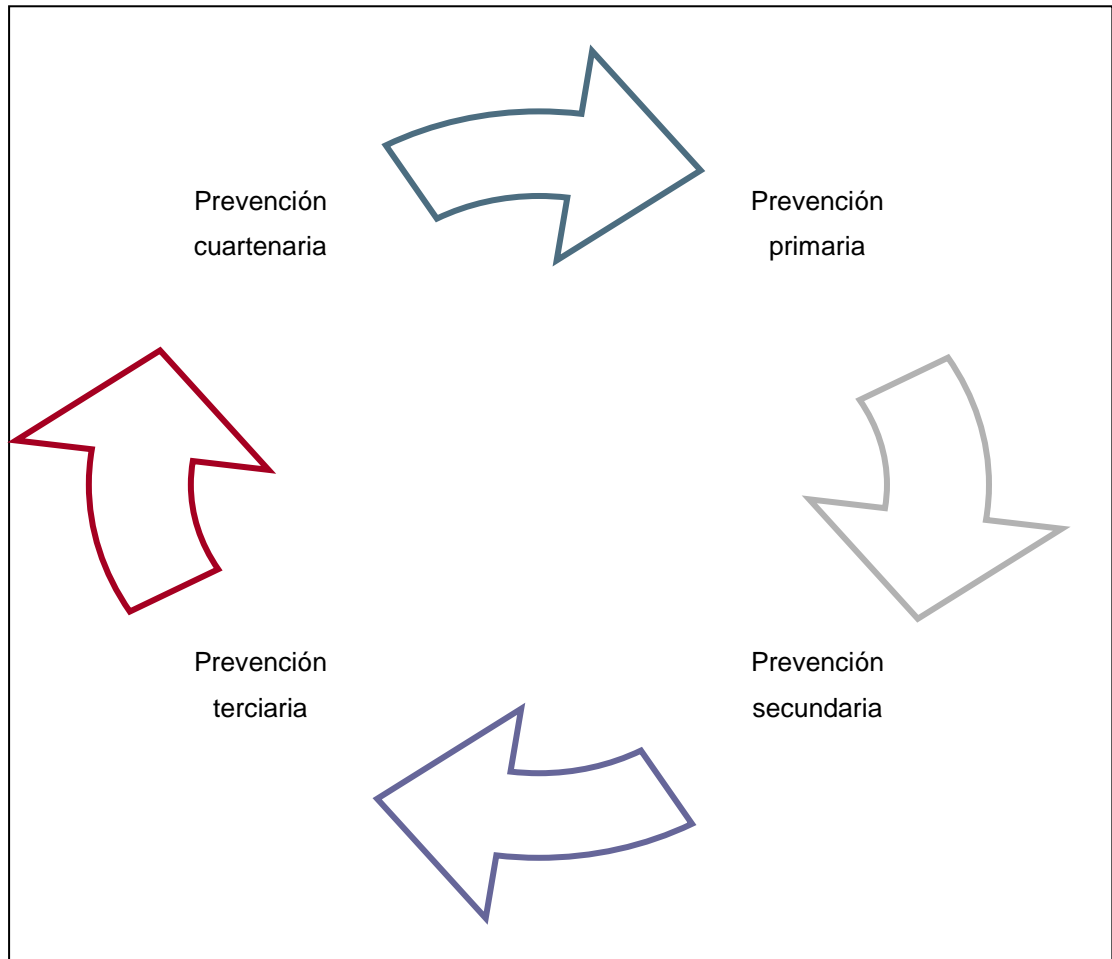 Prevención
cuartenaria
Prevención
primaria
Prevención
terciaria
Prevención
secundaria